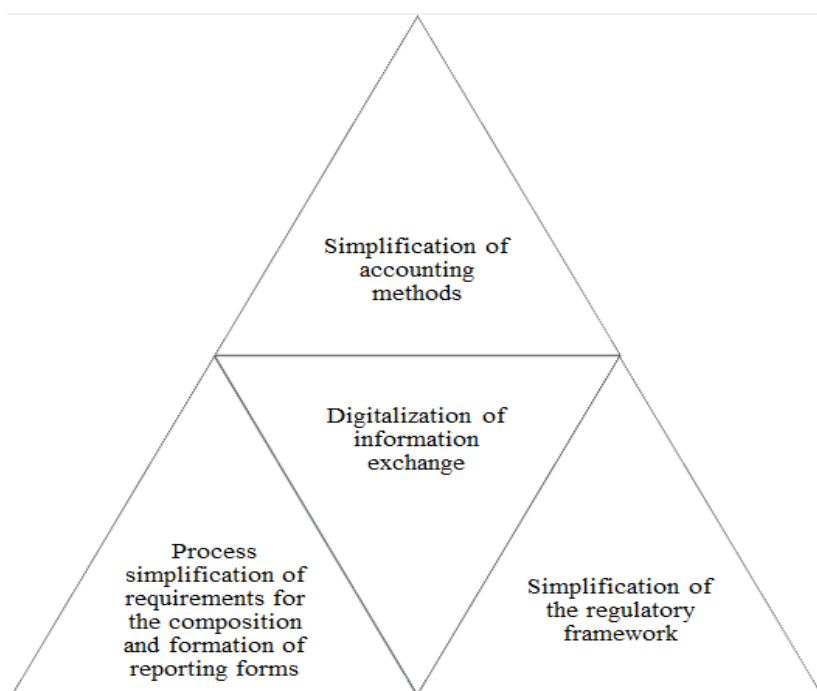 Simplification of
accounting
methods
Digitalization of
information
exchange
Process
simplification of
requirements for
the composition
and formation of
reporting forms
Simplification of
the regulatory
framework